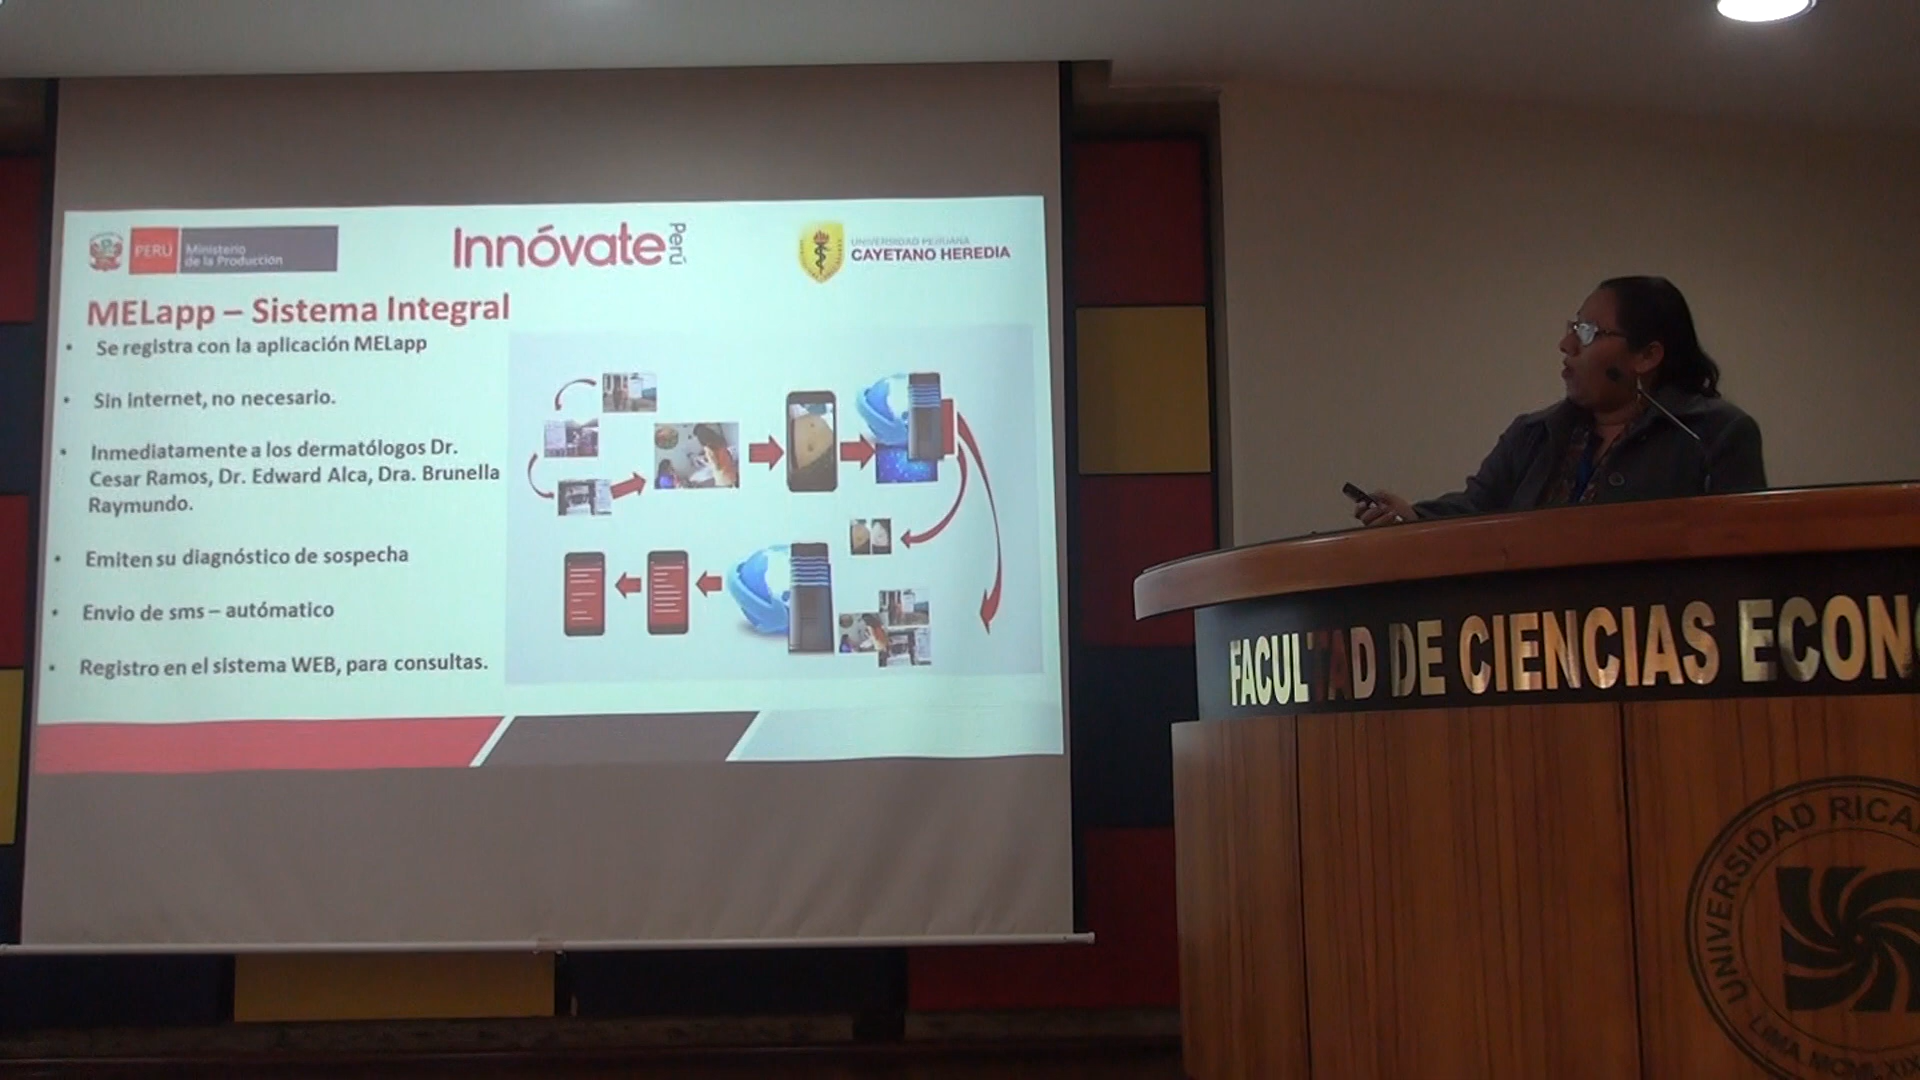 PERÚ
Ministerio
de la Producción
Innóvate
Perú
UNIVERSIDAD PERUANA
CAYETANO HEREDIA
MELapp – Sistema Integral
• Se registra con la aplicación MELapp
• Sin internet, no necesario.
• Inmediatamente a los dermatólogos Dr.
Cesar Ramos, Dr. Edward Alca, Dra. Brunella
Raymundo.
• Emiten su diagnóstico de sospecha
• Envio de sms – autómatico
• Registro en el sistema WEB, para consultas.
FACULTAD DE CIENCIAS ECON
UNIVERSIDAD RICA
LIMA MCMLXIX